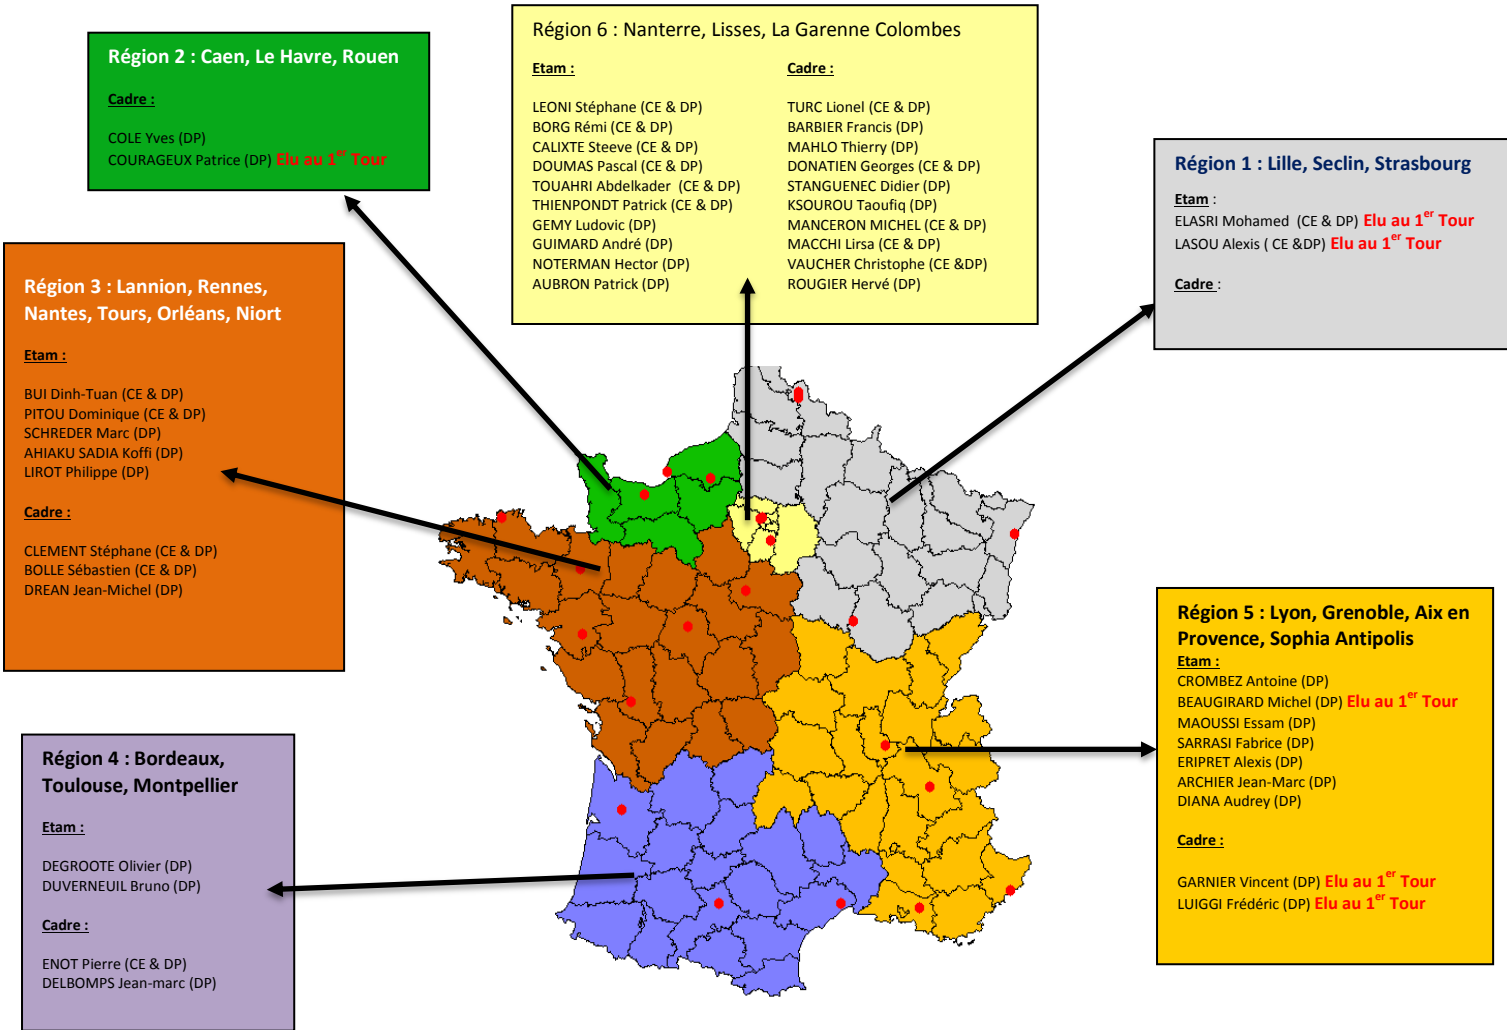 Région 2 : Caen, Le Havre, Rouen
Cadre :
COLE Yves (DP)
COURAGEUX Patrice (DP) Elu au 1er Tour
Région 6 : Nanterre, Lisses, La Garenne Colombes
Etam :
LEONI Stéphane (CE & DP)
BORG Rémi (CE & DP)
CALIXTE Steeve (CE & DP)
DOUMAS Pascal (CE & DP)
TOUAHRI Abdelkader  (CE & DP)
THIENPONDT Patrick (CE & DP)
GEMY Ludovic (DP)
GUIMARD André (DP)
NOTERMAN Hector (DP)
AUBRON Patrick (DP)
Cadre :
TURC Lionel (CE & DP)
BARBIER Francis (DP)
MAHLO Thierry (DP)
DONATIEN Georges (CE & DP)
STANGUENEC Didier (DP)
KSOUROU Taoufiq (DP)
MANCERON MICHEL (CE & DP)
MACCHI Lirsa (CE & DP)
VAUCHER Christophe (CE &DP)
ROUGIER Hervé (DP)
Région 1 : Lille, Seclin, Strasbourg
Etam :
ELASRI Mohamed  (CE & DP) Elu au 1er Tour
LASOU Alexis ( CE &DP) Elu au 1er Tour
Cadre :
Région 3 : Lannion, Rennes,
Nantes, Tours, Orléans, Niort
Etam :
BUI Dinh-Tuan (CE & DP)
PITOU Dominique (CE & DP)
SCHREDER Marc (DP)
AHIAKU SADIA Koffi (DP)
LIROT Philippe (DP)
Cadre :
CLEMENT Stéphane (CE & DP)
BOLLE Sébastien (CE & DP)
DREAN Jean-Michel (DP)
Région 5 : Lyon, Grenoble, Aix en
Provence, Sophia Antipolis
Etam :
CROMBEZ Antoine (DP)
BEAUGIRARD Michel (DP) Elu au 1er Tour
MAOUSSI Essam (DP)
SARRASI Fabrice (DP)
ERIPRET Alexis (DP)
ARCHIER Jean-Marc (DP)
DIANA Audrey (DP)
Cadre :
GARNIER Vincent (DP) Elu au 1er Tour
LUIGGI Frédéric (DP) Elu au 1er Tour
Région 4 : Bordeaux,
Toulouse, Montpellier
Etam :
DEGROOTE Olivier (DP)
DUVERNEUIL Bruno (DP)
Cadre :
ENOT Pierre (CE & DP)
DELBOMPS Jean-marc (DP)